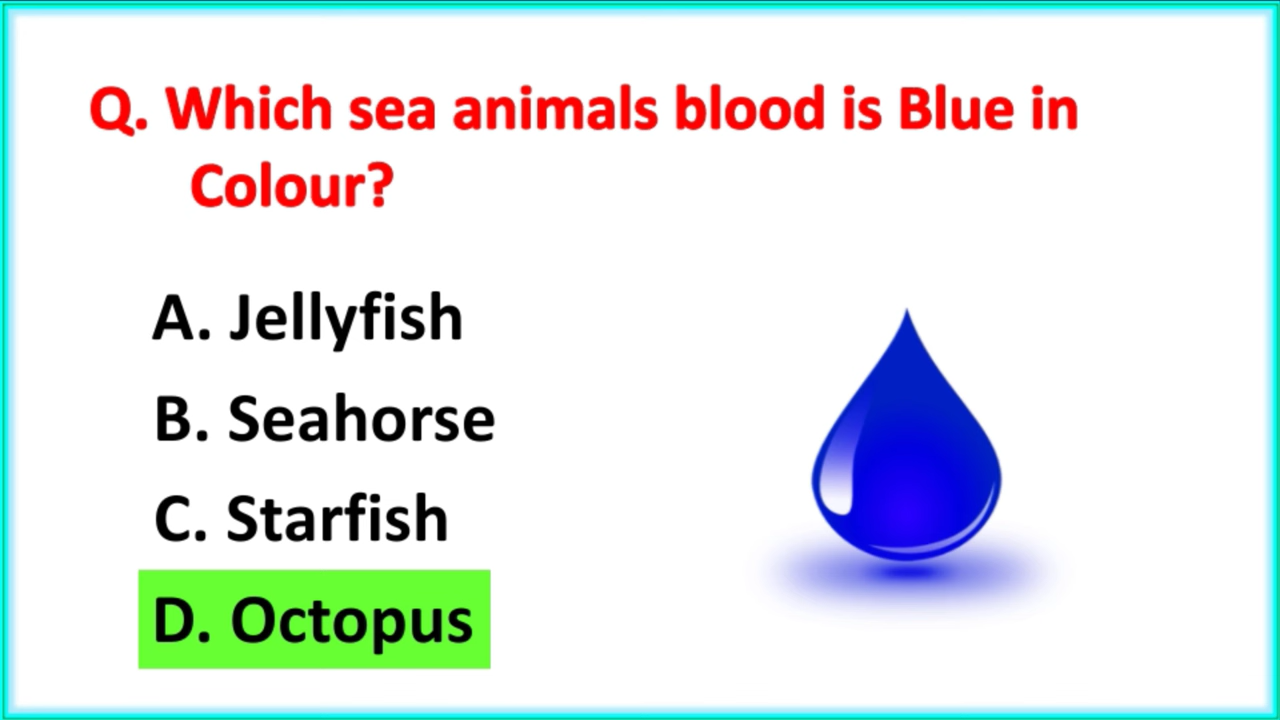 Q. Which sea animals blood is Blue in
Colour?
A. Jellyfish
B. Seahorse
C. Starfish
D. Octopus